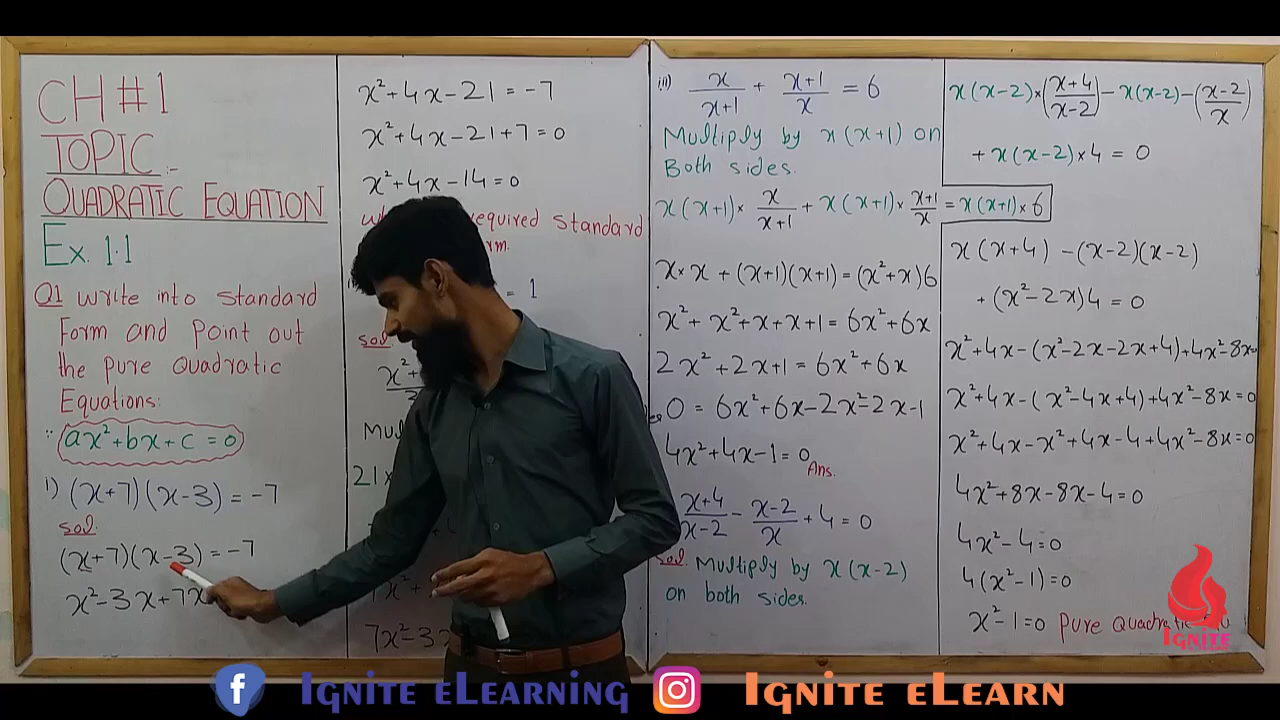 CH # 1
TOPIC :-
QUADRATIC EQUATION
Ex. 1.1
Q1 Write into standard
Form and Point out
the pure Quadratic
Equations:
∵ ax²+bx+c = 0
i) (x+7)(x-3) = -7
sol:
(x+7)(x-3) = -7
x²-3x+7x
x²+4x-21 = -7
x²+4x-21+7=0
x²+4x-14=0
required standard
= 1
sol
7x²-3
iii) x/(x+1) + (x+1)/x = 6
Multiply by x(x+1) on
Both sides.
x(x+1)× x/(x+1) + x(x+1)× (x+1)/x = x(x+1)×6
x×x + (x+1)(x+1) = (x²+x)6
x²+x²+x+x+1=6x²+6x
2x²+2x+1=6x²+6x
0 = 6x²+6x-2x²-2x-1
4x²+4x-1=0
Ans.
(x+4)/(x-2) - (x-2)/x + 4 = 0
sol. Multiply by x(x-2)
on both sides.
x(x-2)×((x+4)/(x-2)) - x(x-2)-((x-2)/x)
+ x(x-2)×4 = 0
x(x+4) - (x-2)(x-2)
+(x²-2x)4 = 0
x²+4x-(x²-2x-2x+4)+4x²-8x=
x²+4x-(x²-4x+4)+4x²-8x=0
x²+4x-x²+4x-4+4x²-8x=0
4x²+8x-8x-4=0
4x²-4=0
4(x²-1)=0
x²-1=0 Pure
IGNITE
IGNITE ELEARNING IGNITE ELEARN